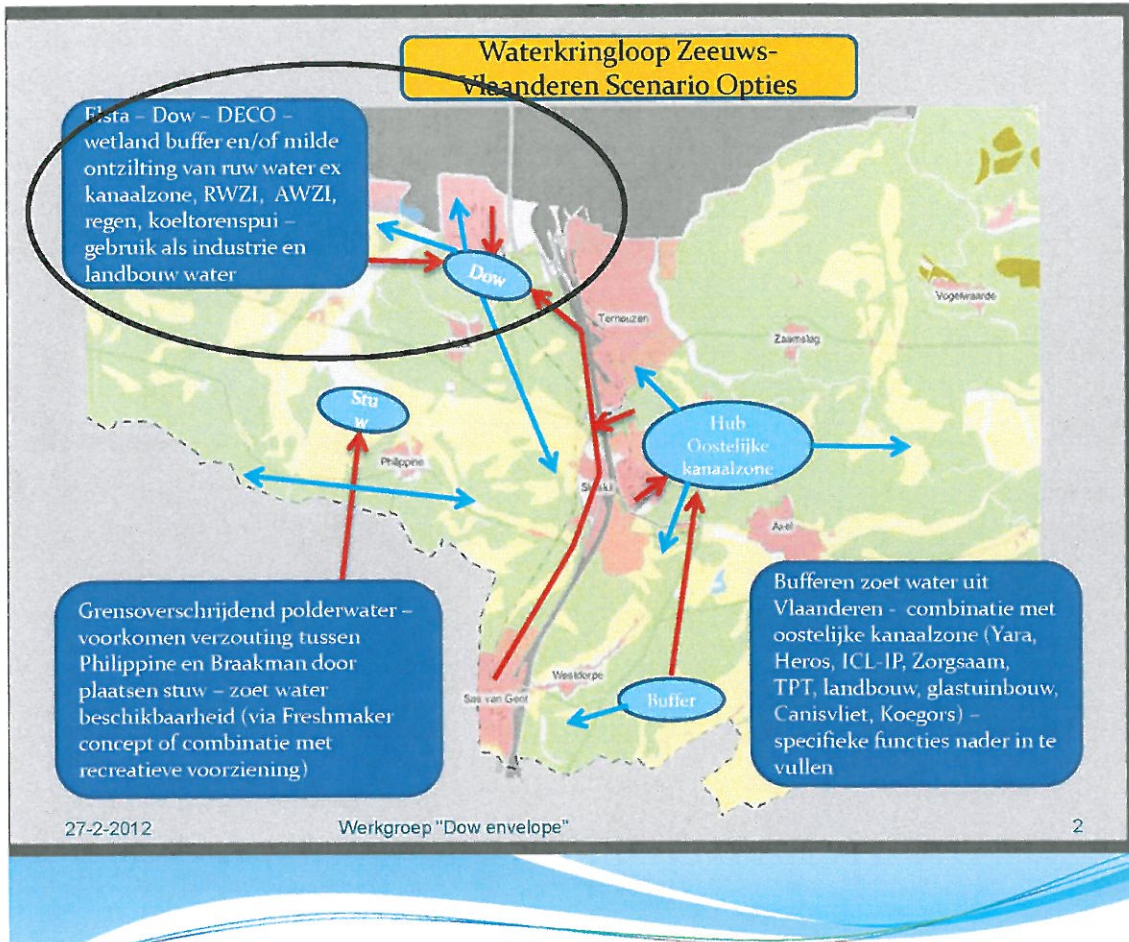 Waterkringloop Zeeuws-
Vlaanderen Scenario Opties
Elsta – Dow – DECO –
wetland buffer en/of milde
ontzilting van ruw water ex
kanaalzone, RWZI, AWZI,
regen, koeltorenspui –
gebruik als industrie en
landbouw water
Dow
Terneuzen
Vogelwaarde
Zaamslag
Stu
w
Philippine
Hub
Oostelijke
kanaalzone
Sluiskil
Axel
Grensoverschrijdend polderwater –
voorkomen verzouting tussen
Philippine en Braakman door
plaatsen stuw – zoet water
beschikbaarheid (via Freshmaker
concept of combinatie met
recreatieve voorziening)
Sas van Gent
Westdorpe
Buffer
Bufferen zoet water uit
Vlaanderen - combinatie met
oostelijke kanaalzone (Yara,
Heros, ICL-IP, Zorgsaam,
TPT, landbouw, glastuinbouw,
Canisvliet, Koegors) –
specifieke functies nader in te
vullen
27-2-2012
Werkgroep "Dow envelope"
2